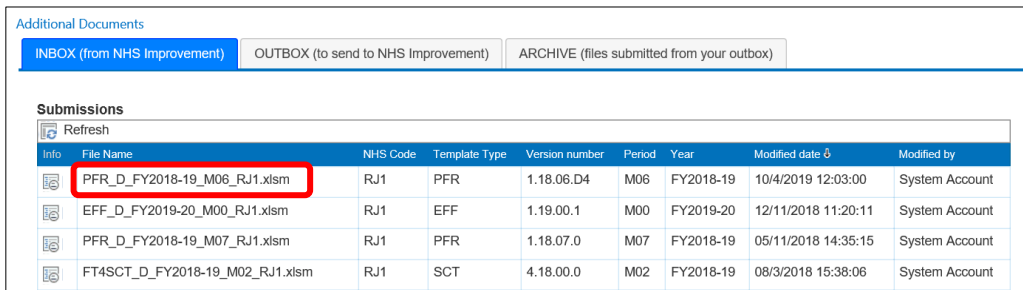 Additional Documents
INBOX (from NHS Improvement) OUTBOX (to send to NHS Improvement) ARCHIVE (files submitted from your outbox)
Submissions
Refresh
Info File Name NHS Code Template Type Version number Period Year Modified date Modified by
PFR_D_FY2018-19_M06_RJ1.xlsm RJ1 PFR 1.18.06.D4 M06 FY2018-19 10/4/2019 12:03:00 System Account
EFF_D_FY2019-20_M00_RJ1.xlsm RJ1 EFF 1.19.00.1 M00 FY2019-20 12/11/2018 11:20:11 System Account
PFR_D_FY2018-19_M07_RJ1.xlsm RJ1 PFR 1.18.07.0 M07 FY2018-19 05/11/2018 14:35:15 System Account
FT4SCT_D_FY2018-19_M02_RJ1.xlsm RJ1 SCT 4.18.00.0 M02 FY2018-19 08/3/2018 15:38:06 System Account